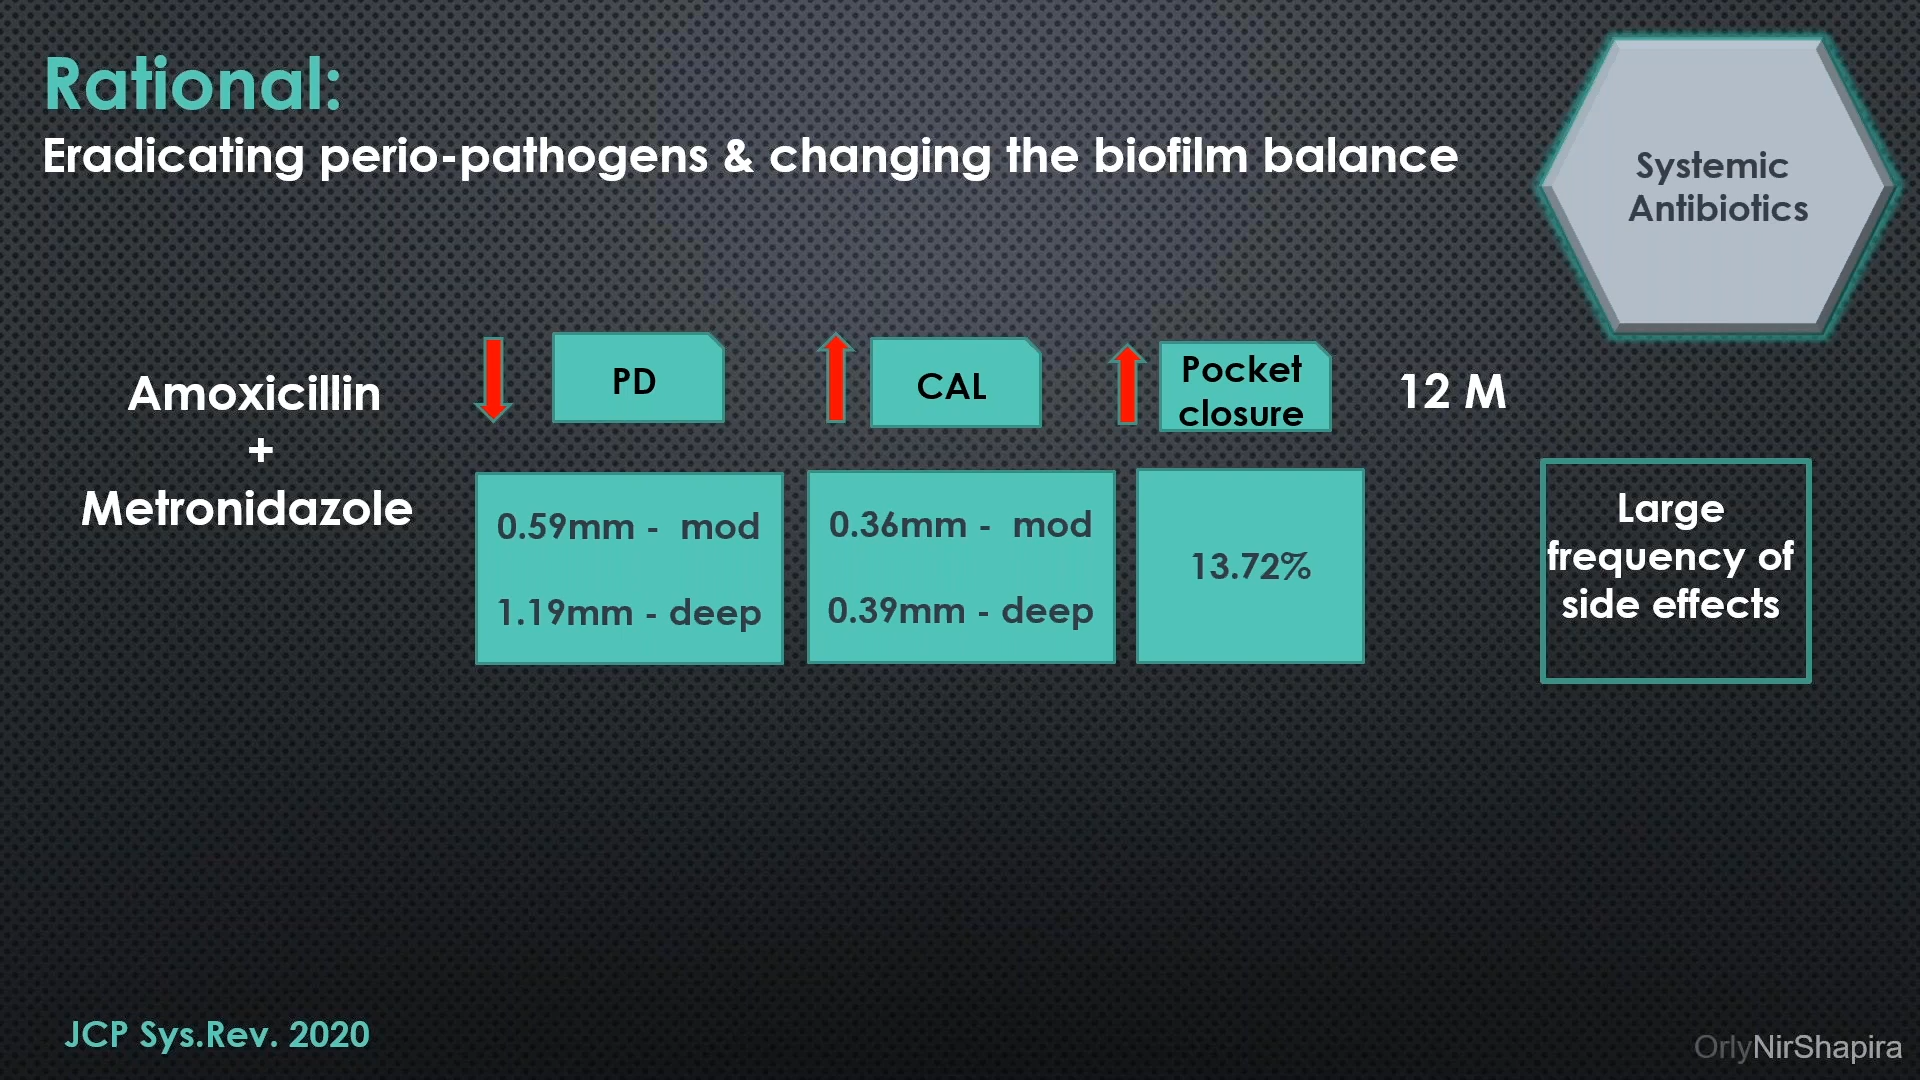 Rational:
Eradicating perio-pathogens & changing the biofilm balance
Systemic
Antibiotics
Amoxicillin
+
Metronidazole
PD
CAL
Pocket
closure
12 M
0.59mm - mod
1.19mm - deep
0.36mm - mod
0.39mm - deep
13.72%
Large
frequency of
side effects
JCP Sys.Rev. 2020
OrlyNirShapira